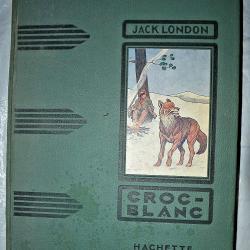 JACK LONDON
CROC-
BLANC
HACHETTE